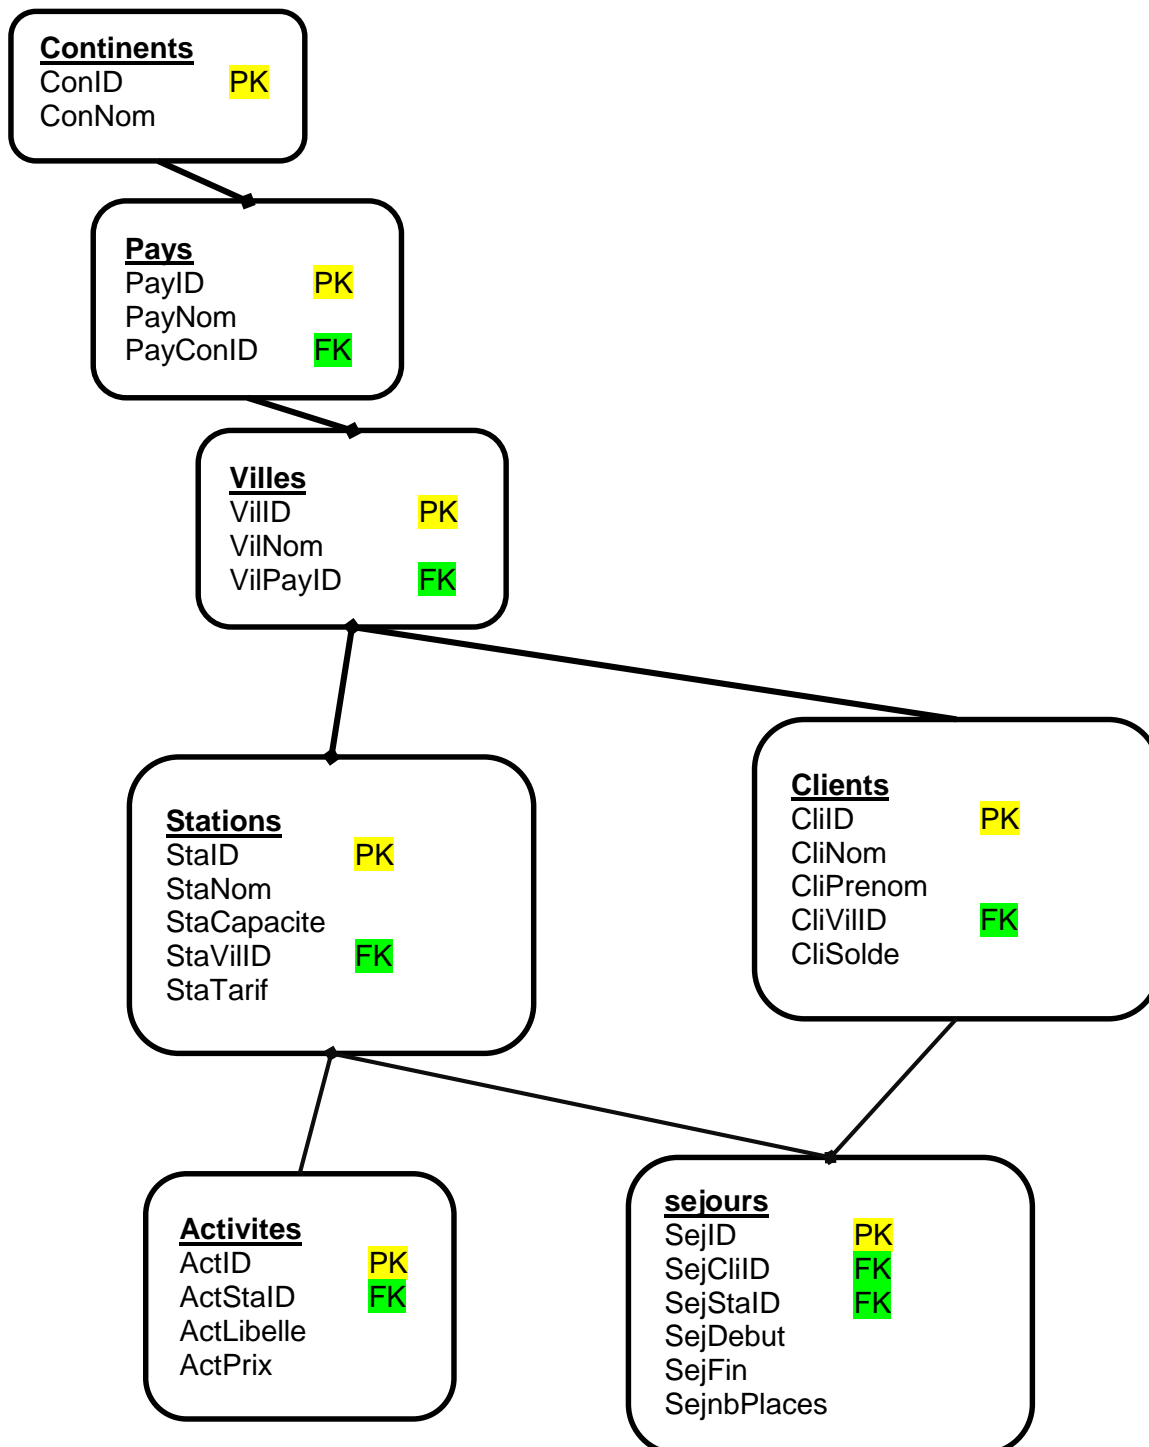 Continents
ConID PK
ConNom
Pays
PayID PK
PayNom
PayConID FK
Villes
VilID PK
VilNom
VilPayID FK
Stations
StaID PK
StaNom
StaCapacite
StaVilID FK
StaTarif
Clients
CliID PK
CliNom
CliPrenom
CliVilID FK
CliSolde
Activites
ActID PK
ActStaID FK
ActLibelle
ActPrix
sejours
SejID PK
SejCliID FK
SejStaID FK
SejDebut
SejFin
SejnbPlaces